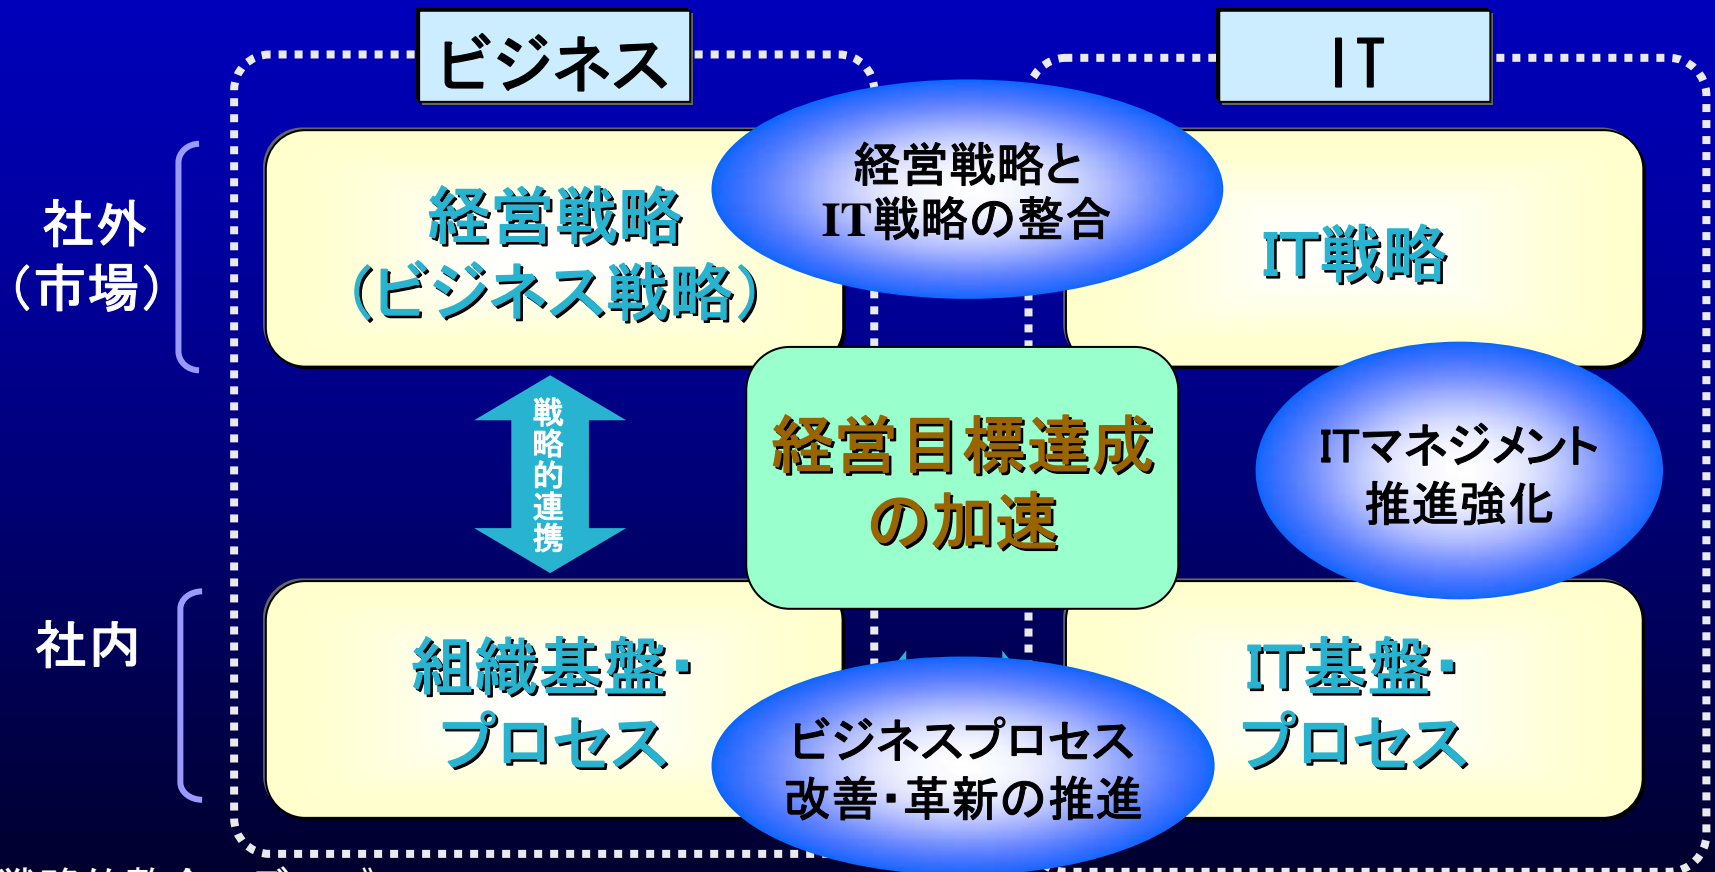 ビジネス
IT
社外
（市場）
経営戦略
（ビジネス戦略）
経営戦略と
IT戦略の整合
IT戦略
戦略的連携
経営目標達成
の加速
ITマネジメント
推進強化
社内
組織基盤・
プロセス
ビジネスプロセス
改善・革新の推進
IT基盤・
プロセス